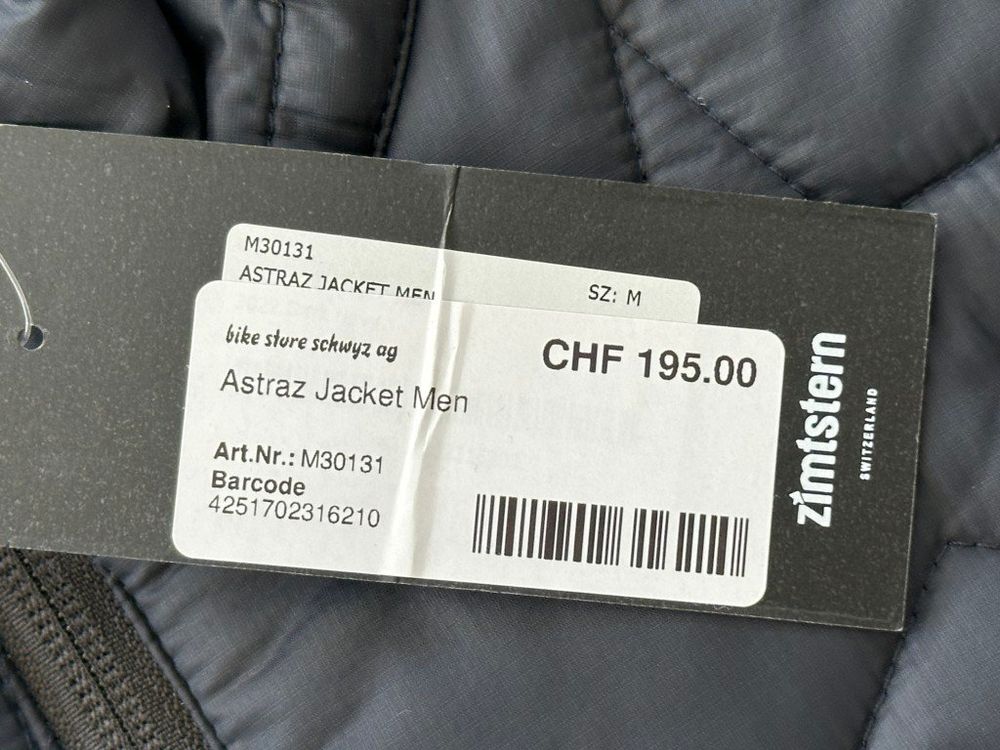 M30131
ASTRAZ JACKET MEN
SZ: M
bike store schwyz ag
CHF 195.00
Astraz Jacket Men
Art.Nr.: M30131
Barcode
4251702316210
zimtstern
SWITZERLAND